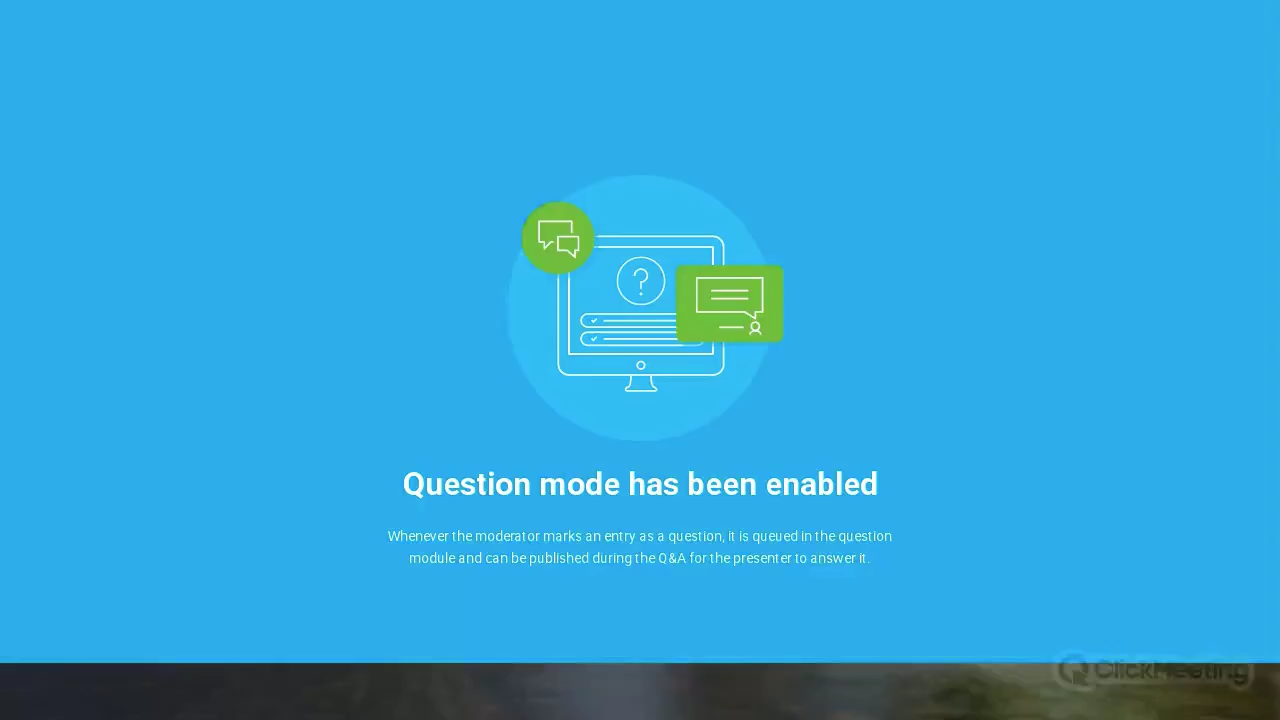 ?
Question mode has been enabled
Whenever the moderator marks an entry as a question, it is queued in the question
module and can be published during the Q&A for the presenter to answer it.
ClickMeeting